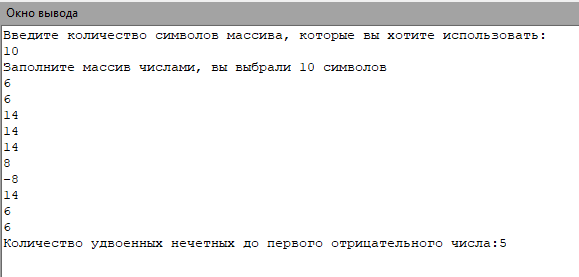 Окно вывода
Введите количество символов массива, которые вы хотите использовать:
10
Заполните массив числами, вы выбрали 10 символов
6
6
14
14
14
8
-8
14
6
6
Количество удвоенных нечетных до первого отрицательного числа:5